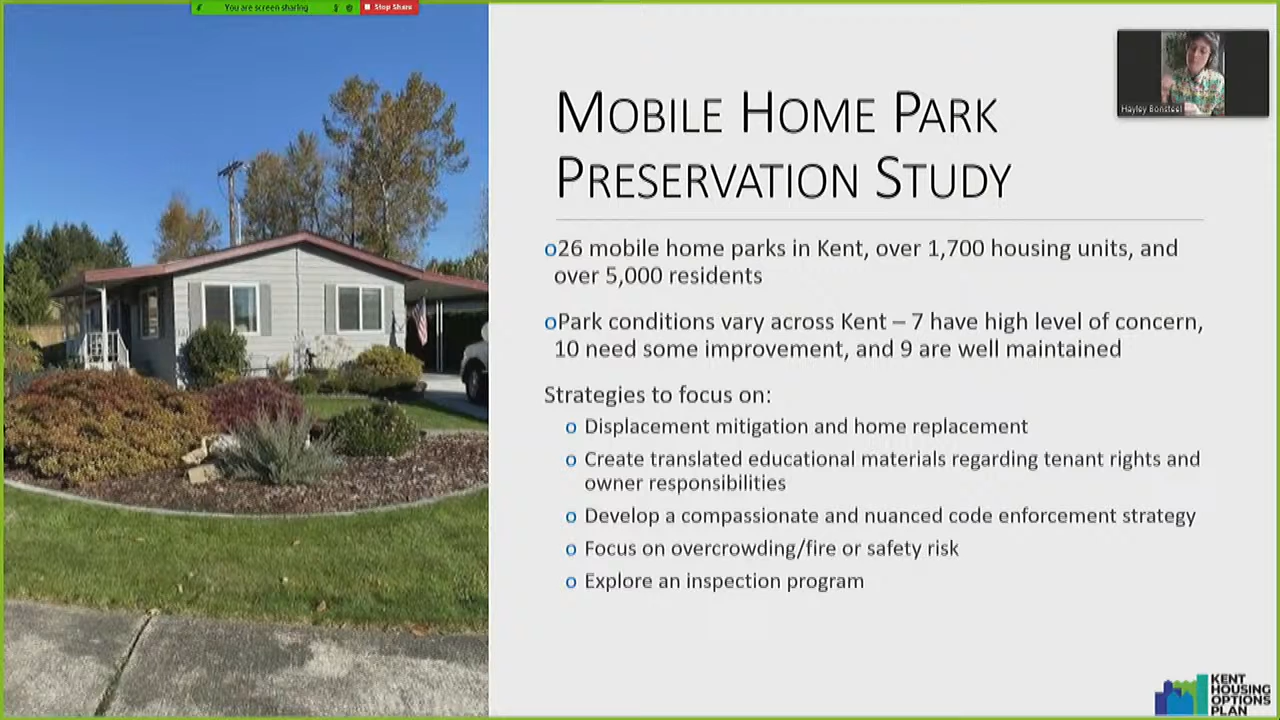 You are screen sharing
Stop Share
Hayley Bonsteel
MOBILE HOME PARK
PRESERVATION STUDY
o26 mobile home parks in Kent, over 1,700 housing units, and
over 5,000 residents
oPark conditions vary across Kent – 7 have high level of concern,
10 need some improvement, and 9 are well maintained
Strategies to focus on:
o Displacement mitigation and home replacement
o Create translated educational materials regarding tenant rights and
owner responsibilities
o Develop a compassionate and nuanced code enforcement strategy
o Focus on overcrowding/fire or safety risk
o Explore an inspection program
KENT
HOUSING
OPTIONS
PLAN